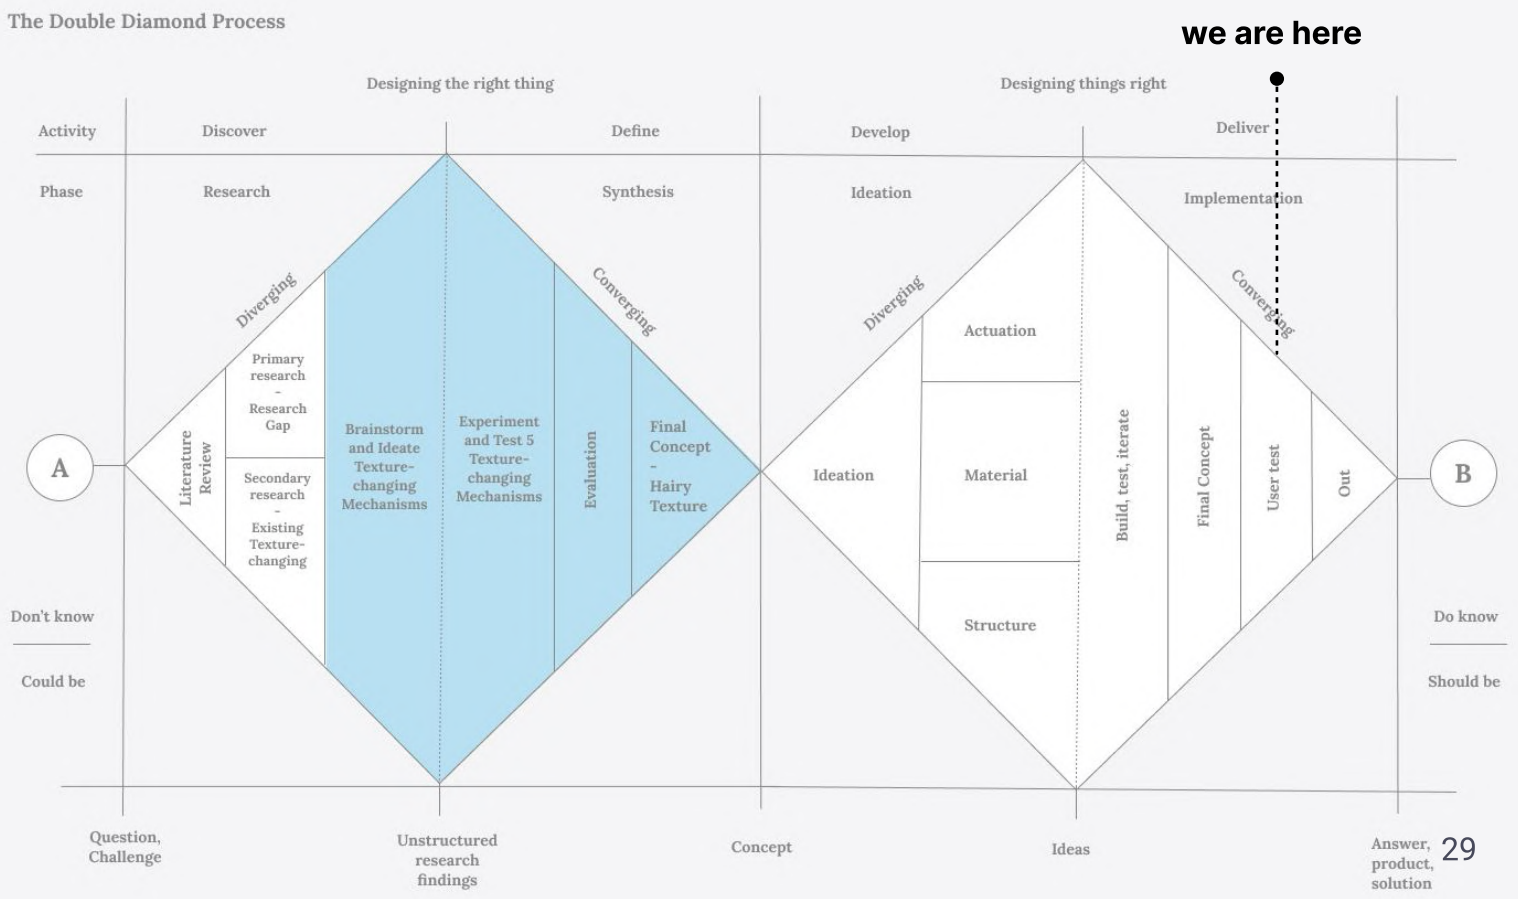 The Double Diamond Process
we are here
Designing the right thing
Designing things right
Activity
Discover
Define
Develop
Deliver
Phase
Research
Synthesis
Ideation
Implementation
Diverging
Converging
Diverging
Converging
A
Literature
Review
Primary
research
-
Research
Gap
Secondary
research
-
Existing
Texture-
changing
Brainstorm
and Ideate
Texture-
changing
Mechanisms
Experiment
and Test 5
Texture-
changing
Mechanisms
Evaluation
Final
Concept
-
Hairy
Texture
Ideation
Actuation
Material
Structure
Build, test, iterate
Final Concept
User test
Out
B
Don't know
Could be
Do know
Should be
Question,
Challenge
Unstructured
research
findings
Concept
Ideas
Answer,
product,
solution
29